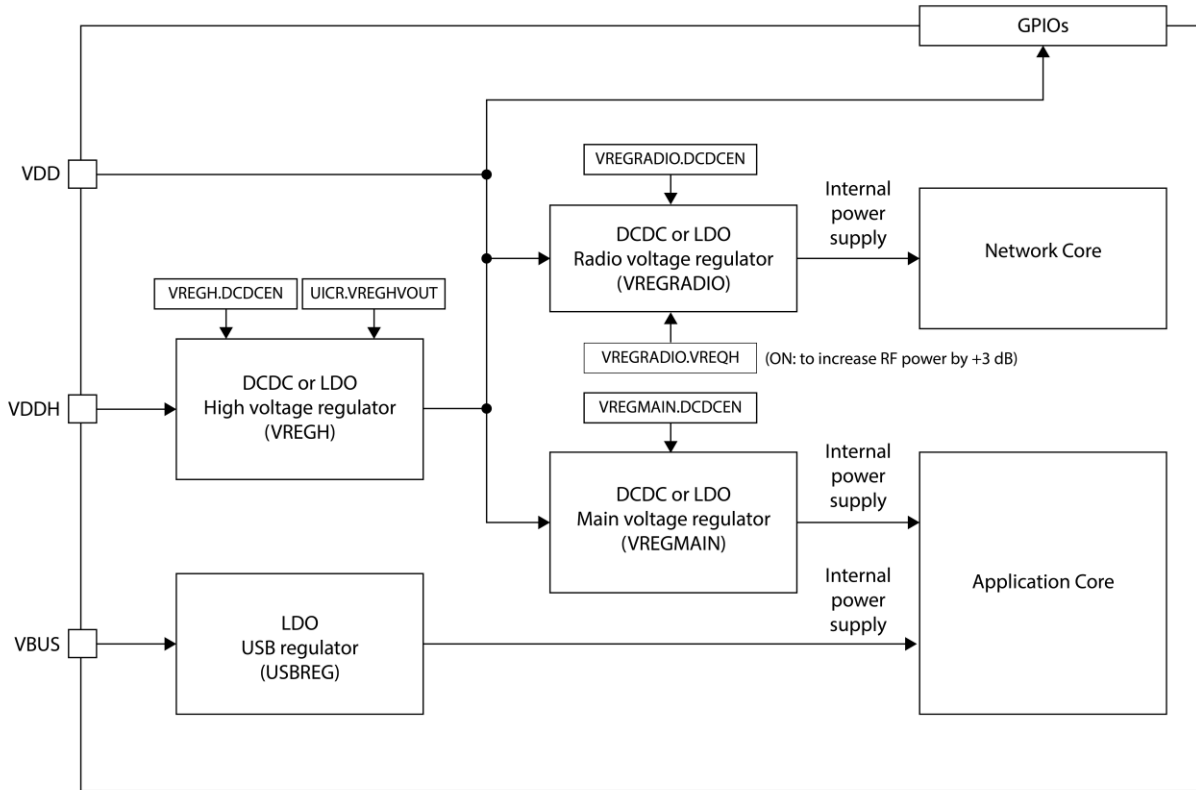 GPIOs
VDD
VREGRADIO.DCDCEN
Internal
power
supply
DCDC or LDO
Radio voltage regulator
(VREGRADIO)
Network Core
VREGH.DCDCEN
UICR.VREGHVOUT
VREGRADIO.VREQH
(ON: to increase RF power by +3 dB)
VDDH
DCDC or LDO
High voltage regulator
(VREGH)
VREGMAIN.DCDCEN
Internal
power
supply
DCDC or LDO
Main voltage regulator
(VREGMAIN)
Application Core
Internal
power
supply
VBUS
LDO
USB regulator
(USBREG)